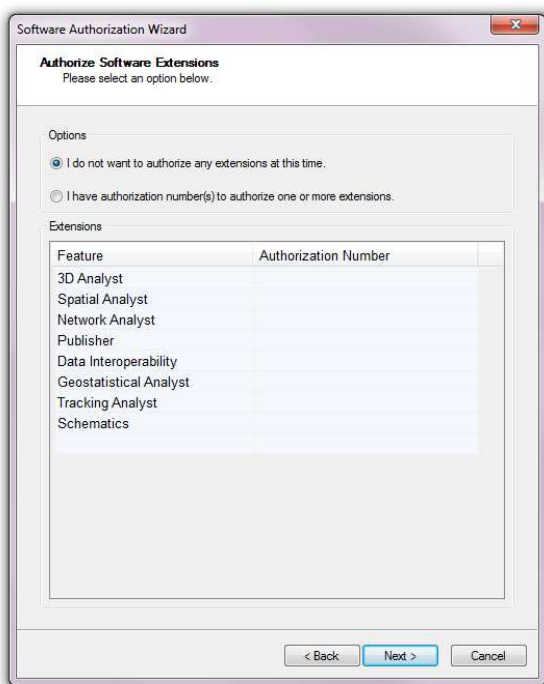 Software Authorization Wizard
Authorize Software Extensions
Please select an option below.
Options
I do not want to authorize any extensions at this time.
I have authorization number(s) to authorize one or more extensions.
Extensions
Feature Authorization Number
3D Analyst
Spatial Analyst
Network Analyst
Publisher
Data Interoperability
Geostatistical Analyst
Tracking Analyst
Schematics
< Back Next > Cancel